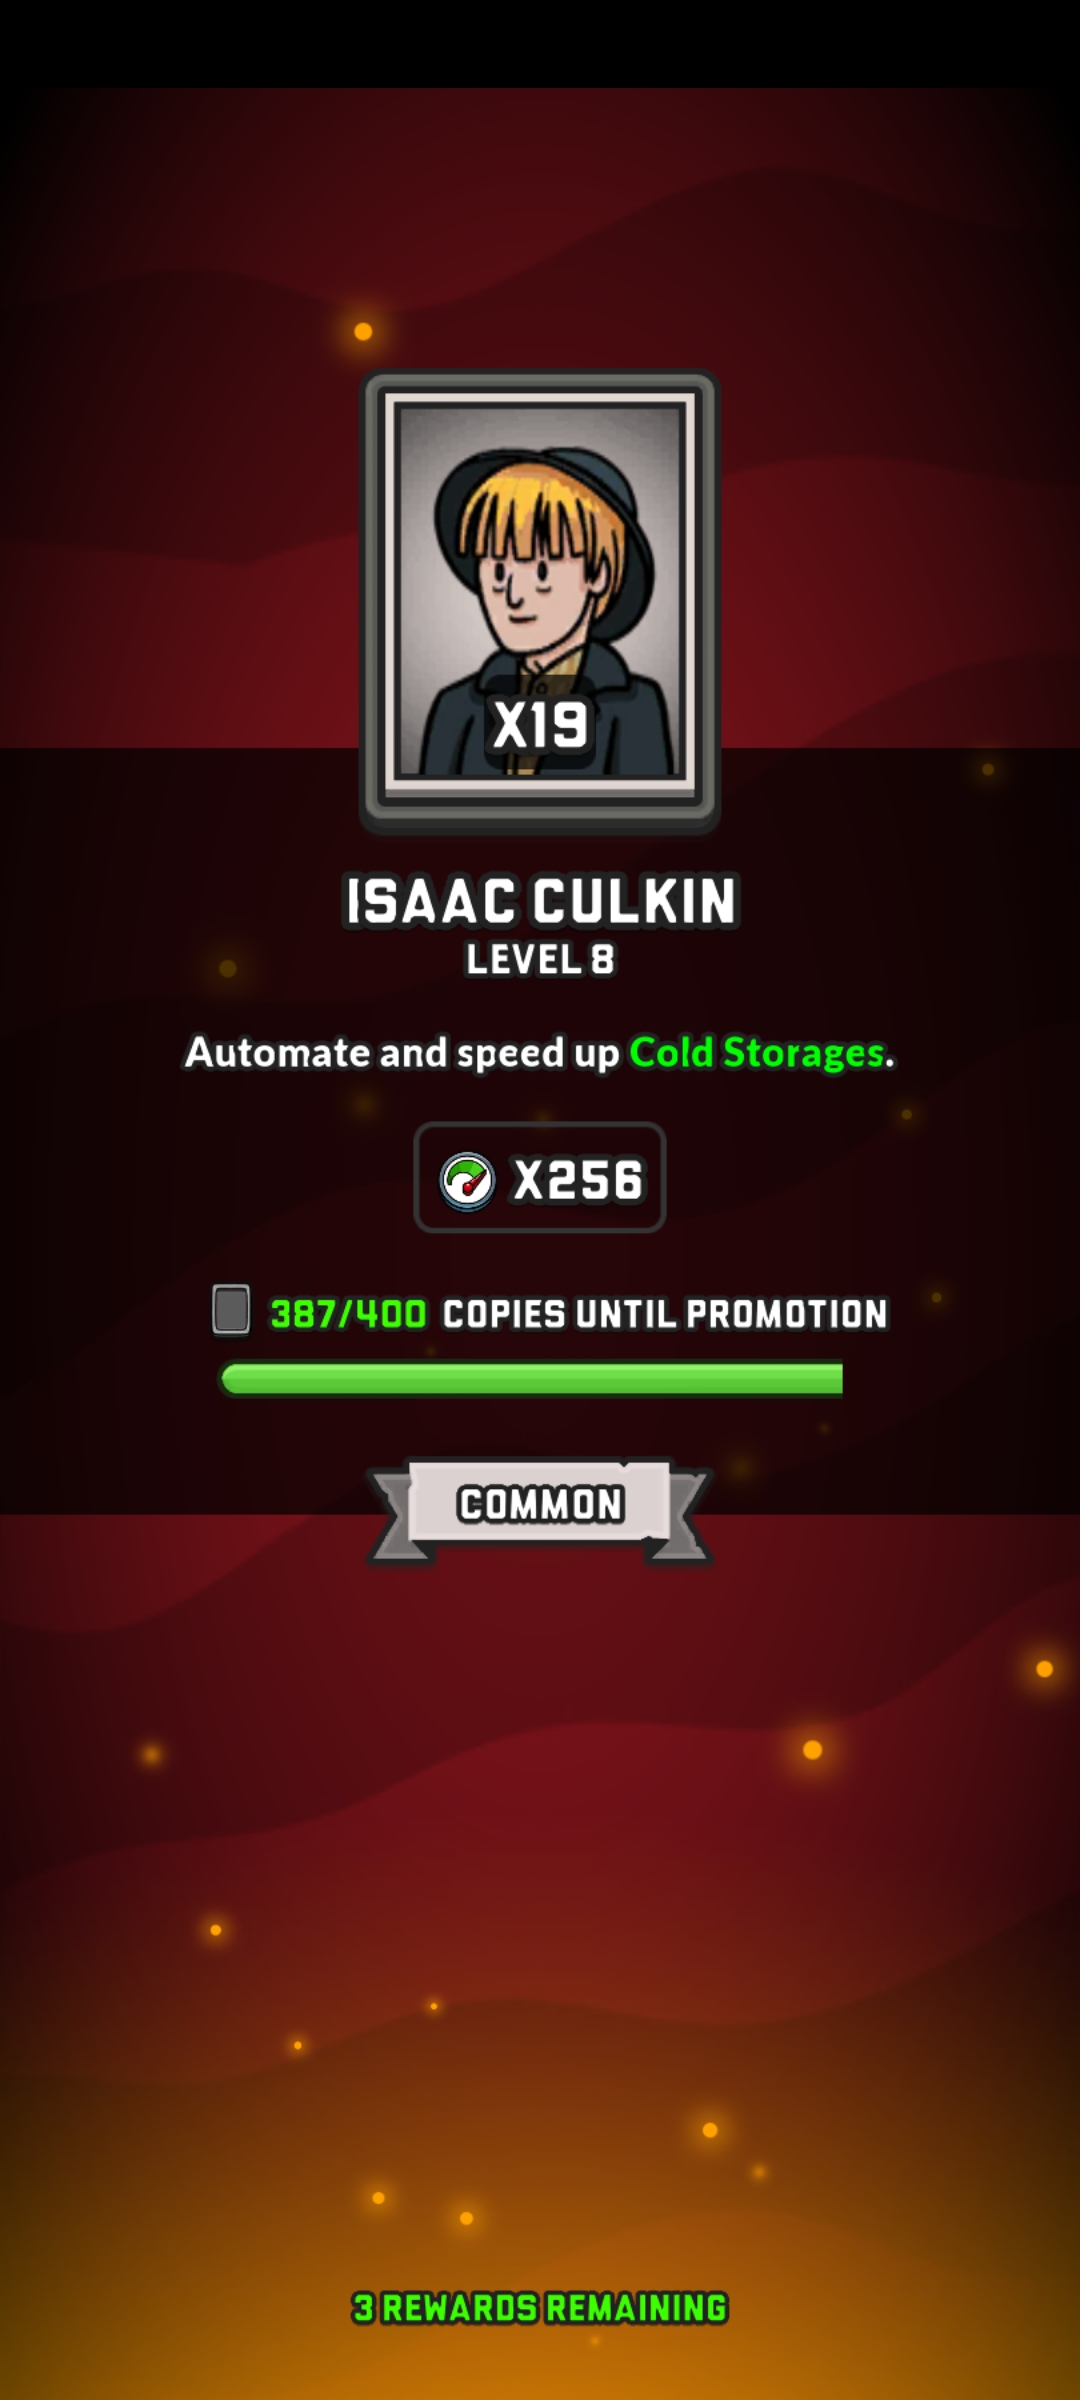 X19
ISAAC CULKIN
LEVEL 8
Automate and speed up Cold Storages.
X256
387/400 COPIES UNTIL PROMOTION
COMMON
3 REWARDS REMAINING